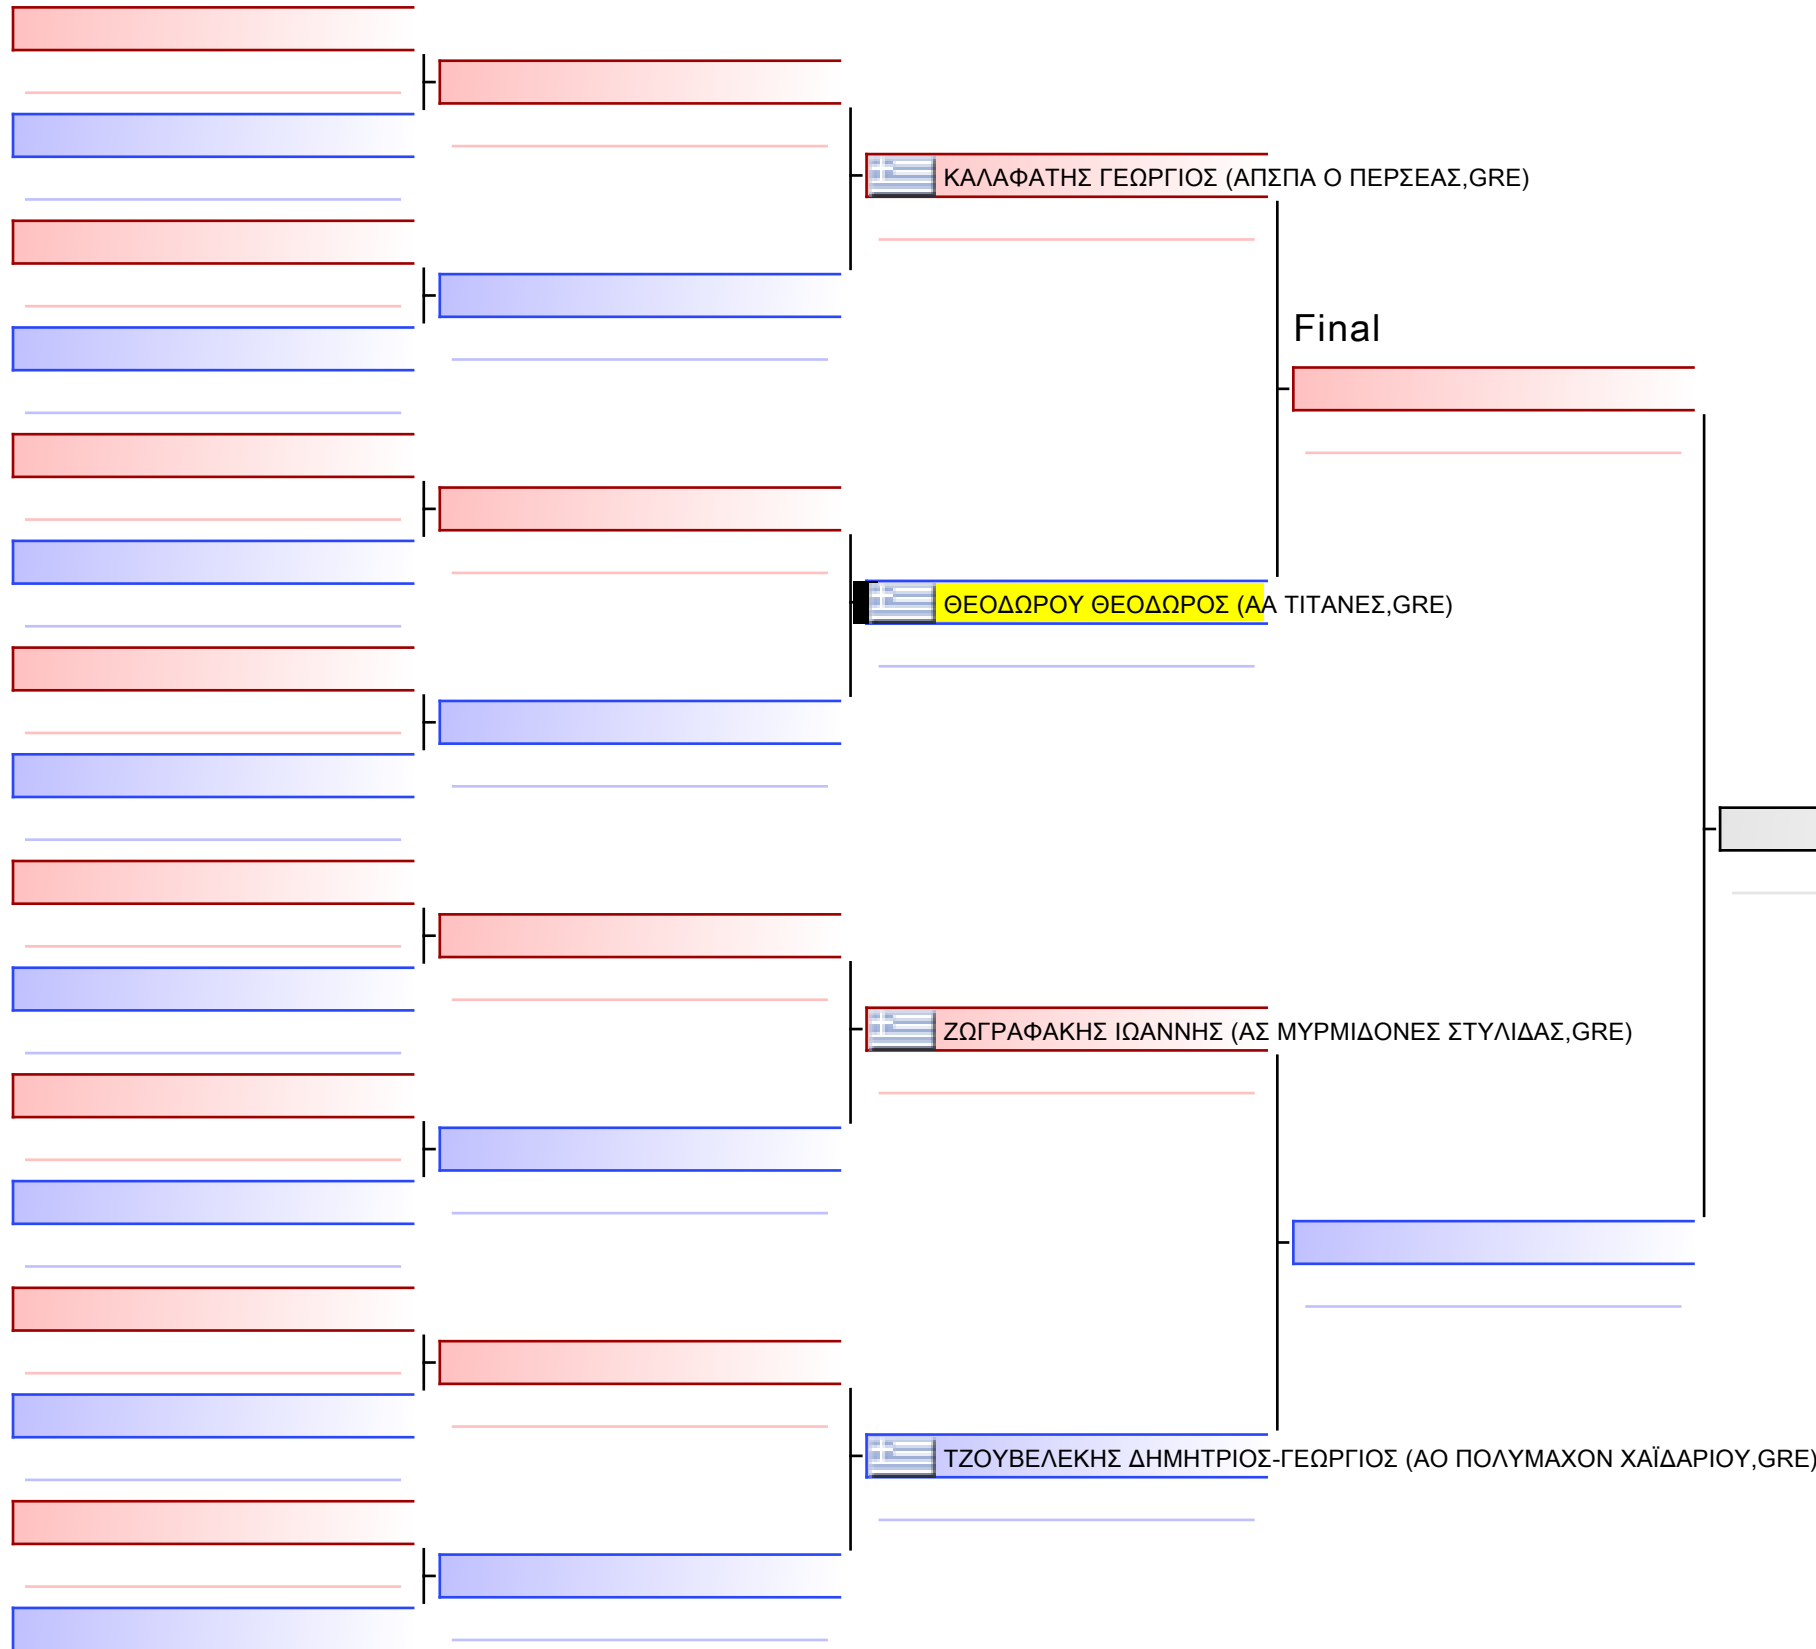 ΚΑΛΑΦΑΤΗΣ ΓΕΩΡΓΙΟΣ (ΑΠΣΠΑ Ο ΠΕΡΣΕΑΣ,GRE)
Final
ΘΕΟΔΩΡΟΥ ΘΕΟΔΩΡΟΣ (ΑΑ ΤΙΤΑΝΕΣ,GRE)
ΖΩΓΡΑΦΑΚΗΣ ΙΩΑΝΝΗΣ (ΑΣ ΜΥΡΜΙΔΟΝΕΣ ΣΤΥΛΙΔΑΣ,GRE)
ΤΖΟΥΒΕΛΕΚΗΣ ΔΗΜΗΤΡΙΟΣ-ΓΕΩΡΓΙΟΣ (ΑΟ ΠΟΛΥΜΑΧΟΝ ΧΑΪΔΑΡΙΟΥ,GRE)